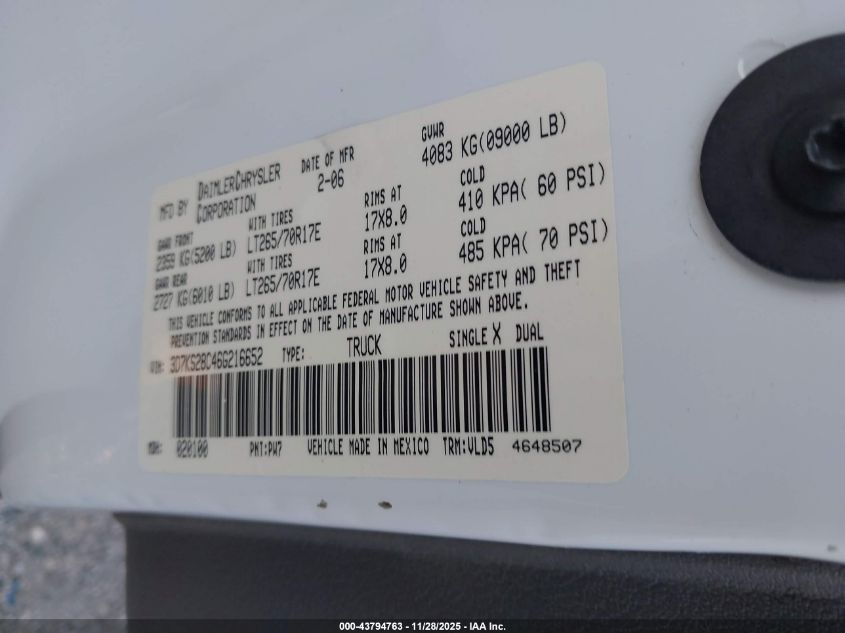 MFD BY DAIMLERCHRYSLER CORPORATION DATE OF MFR 2-06 GVWR 4083 KG(09000 LB)
GAWR FRONT WITH TIRES RIMS AT COLD
2359 KG(5200 LB) LT265/70R17E 17X8.0 410 KPA( 60 PSI)
GAWR REAR WITH TIRES RIMS AT COLD
2727 KG(6010 LB) LT265/70R17E 17X8.0 485 KPA( 70 PSI)
THIS VEHICLE CONFORMS TO ALL APPLICABLE FEDERAL MOTOR VEHICLE SAFETY AND THEFT
PREVENTION STANDARDS IN EFFECT ON THE DATE OF MANUFACTURE SHOWN ABOVE.
VIN: 3D7KS28C46G216652 TYPE: TRUCK SINGLE X DUAL
MDH: 020100 PNT:PW7 VEHICLE MADE IN MEXICO TRM:VLD5 4648507
000-43794763 - 11/28/2025 - IAA Inc.